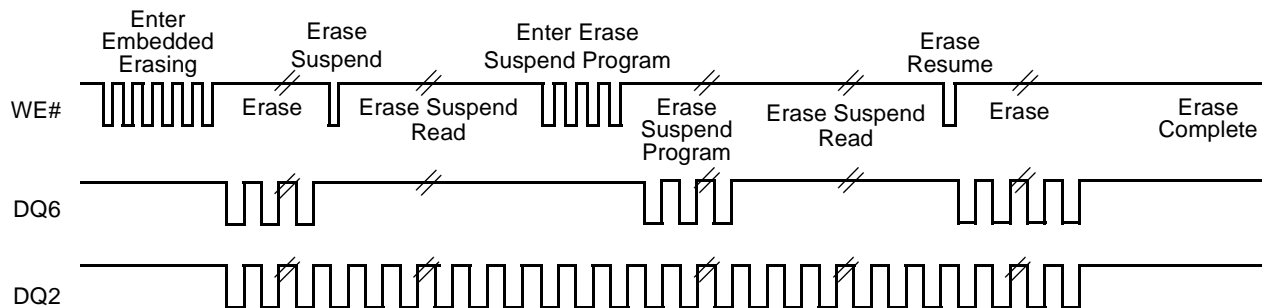 Enter
Embedded
Erasing
Erase
Suspend
Enter Erase
Suspend Program
Erase
Resume
WE#
Erase
Erase Suspend
Read
Erase
Suspend
Program
Erase Suspend
Read
Erase
Erase
Complete
DQ6
DQ2